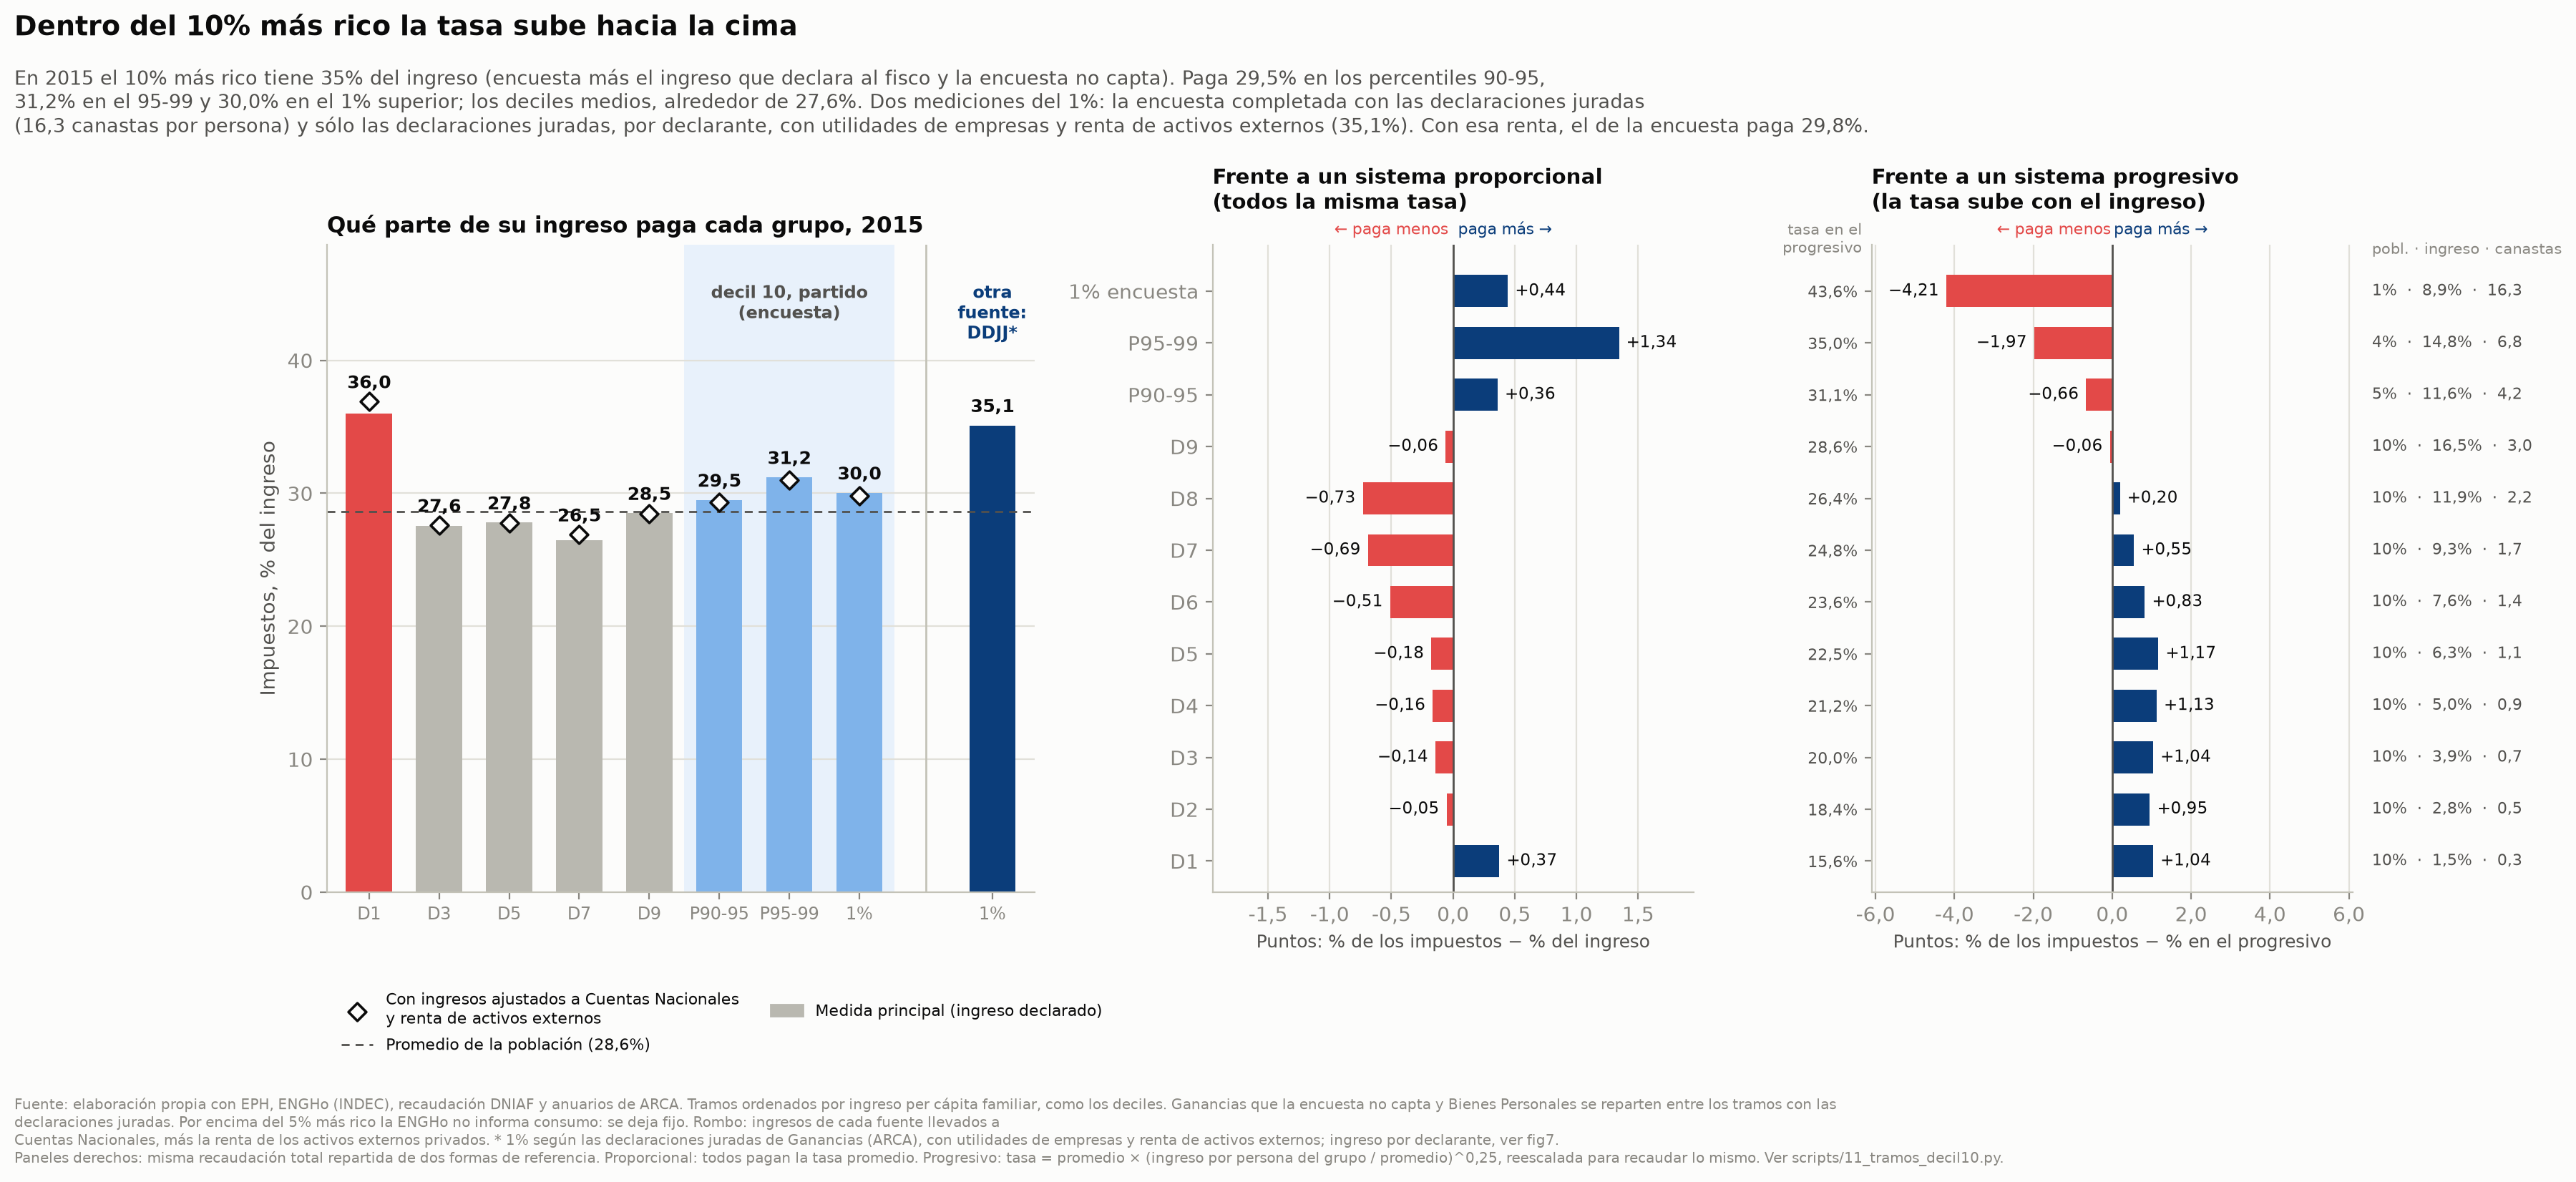 Dentro del 10% más rico la tasa sube hacia la cima
En 2015 el 10% más rico tiene 35% del ingreso (encuesta más el ingreso que declara al fisco y la encuesta no capta). Paga 29,5% en los percentiles 90-95,
31,2% en el 95-99 y 30,0% en el 1% superior; los deciles medios, alrededor de 27,6%. Dos mediciones del 1%: la encuesta completada con las declaraciones juradas
(16,3 canastas por persona) y sólo las declaraciones juradas, por declarante, con utilidades de empresas y renta de activos externos (35,1%). Con esa renta, el de la encuesta paga 29,8%.
Qué parte de su ingreso paga cada grupo, 2015
decil 10, partido
(encuesta)
otra
fuente:
DDJJ*
Impuestos, % del ingreso
40
30
20
10
0
36,0
27,6
27,8
26,5
28,5
29,5
31,2
30,0
35,1
D1 D3 D5 D7 D9 P90-95 P95-99 1% 1%
Con ingresos ajustados a Cuentas Nacionales
y renta de activos externos
Promedio de la población (28,6%)
Medida principal (ingreso declarado)
Frente a un sistema proporcional
(todos la misma tasa)
← paga menos paga más →
1% encuesta +0,44
P95-99 +1,34
P90-95 +0,36
D9 −0,06
D8 −0,73
D7 −0,69
D6 −0,51
D5 −0,18
D4 −0,16
D3 −0,14
D2 −0,05
D1 +0,37
-1,5 -1,0 -0,5 0,0 0,5 1,0 1,5
Puntos: % de los impuestos − % del ingreso
Frente a un sistema progresivo
(la tasa sube con el ingreso)
← paga menos paga más →
tasa en el
progresivo
pobl. · ingreso · canastas
43,6% −4,21 1% · 8,9% · 16,3
35,0% −1,97 4% · 14,8% · 6,8
31,1% −0,66 5% · 11,6% · 4,2
28,6% −0,06 10% · 16,5% · 3,0
26,4% +0,20 10% · 11,9% · 2,2
24,8% +0,55 10% · 9,3% · 1,7
23,6% +0,83 10% · 7,6% · 1,4
22,5% +1,17 10% · 6,3% · 1,1
21,2% +1,13 10% · 5,0% · 0,9
20,0% +1,04 10% · 3,9% · 0,7
18,4% +0,95 10% · 2,8% · 0,5
15,6% +1,04 10% · 1,5% · 0,3
-6,0 -4,0 -2,0 0,0 2,0 4,0 6,0
Puntos: % de los impuestos − % en el progresivo
Fuente: elaboración propia con EPH, ENGHo (INDEC), recaudación DNIAF y anuarios de ARCA. Tramos ordenados por ingreso per cápita familiar, como los deciles. Ganancias que la encuesta no capta y Bienes Personales se reparten entre los tramos con las
declaraciones juradas. Por encima del 5% más rico la ENGHo no informa consumo: se deja fijo. Rombo: ingresos de cada fuente llevados a
Cuentas Nacionales, más la renta de los activos externos privados. * 1% según las declaraciones juradas de Ganancias (ARCA), con utilidades de empresas y renta de activos externos; ingreso por declarante, ver fig7.
Paneles derechos: misma recaudación total repartida de dos formas de referencia. Proporcional: todos pagan la tasa promedio. Progresivo: tasa = promedio × (ingreso por persona del grupo / promedio)^0,25, reescalada para recaudar lo mismo. Ver scripts/11_tramos_decil10.py.